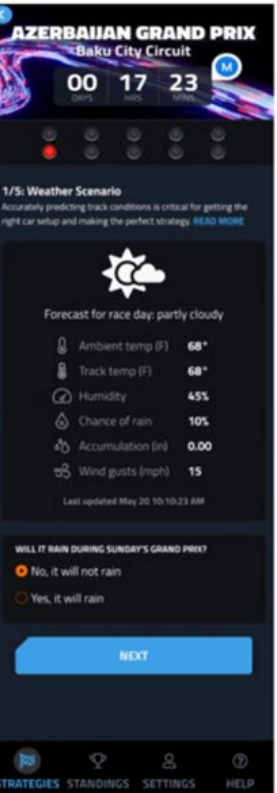 AZERBAIJAN GRAND PRIX
Baku City Circuit
M
00 17 23
DAYS HRS MINS
1/5: Weather Scenario
Accurately predicting track conditions is critical for getting the
right car setup and making the perfect strategy. READ MORE
Forecast for race day: partly cloudy
Ambient temp (F) 68°
Track temp (F) 68°
Humidity 45%
Chance of rain 10%
Accumulation (in) 0.00
Wind gusts (mph) 15
Last updated May 20 10:10:23 AM
WILL IT RAIN DURING SUNDAY'S GRAND PRIX?
No, it will not rain
Yes, it will rain
NEXT
STRATEGIES STANDINGS SETTINGS HELP